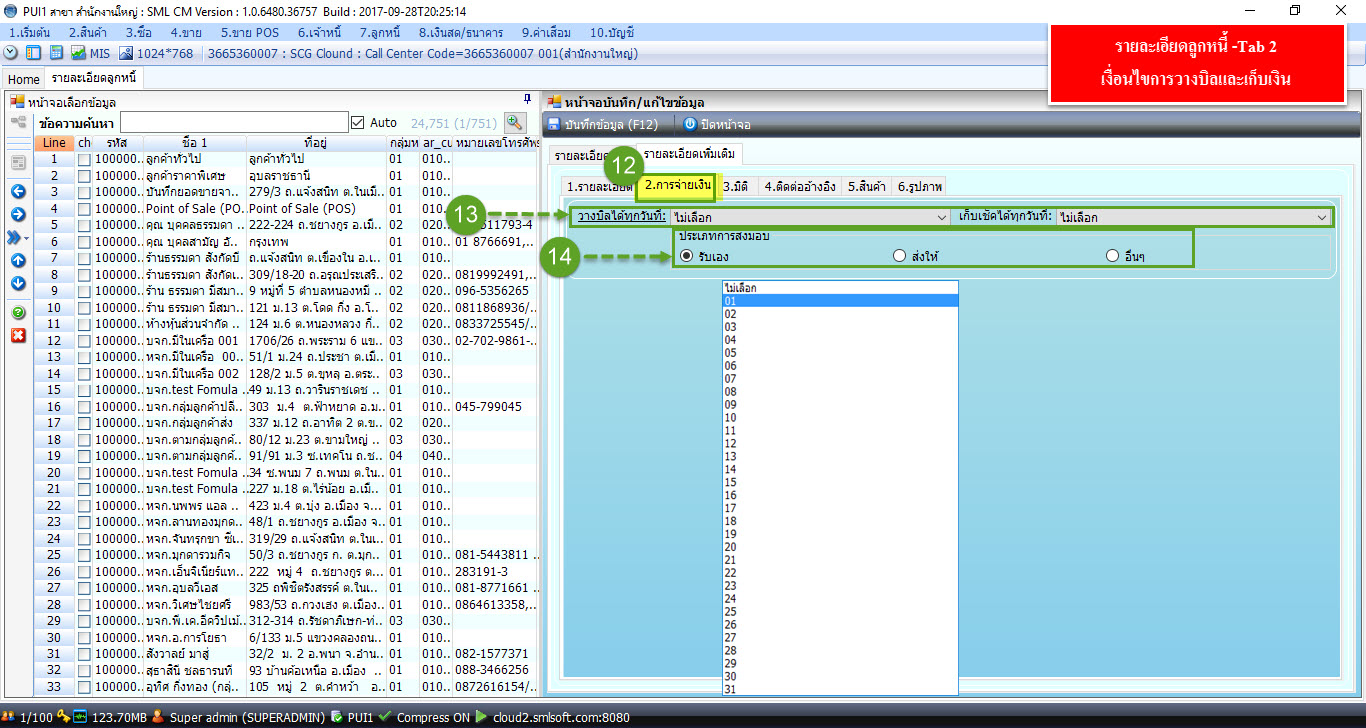 PUI1 สาขา สำนักงานใหญ่ : SML CM Version : 1.0.6480.36757 Build : 2017-09-28T20:25:14
1.เริ่มต้น 2.สินค้า 3.ซื้อ 4.ขาย 5.ขาย POS 6.เจ้าหนี้ 7.ลูกหนี้ 8.เงินสด/ธนาคาร 9.ค่าเสื่อม 10.บัญชี
MIS 1024*768 3665360007 : SCG Clound : Call Center Code=3665360007 001(สำนักงานใหญ่)
รายละเอียดลูกหนี้ -Tab 2
เงื่อนไขการวางบิลและเก็บเงิน
Home รายละเอียดลูกหนี้
หน้าจอเลือกข้อมูล
ข้อความค้นหา Auto 24,751 (1/751)
Line ch รหัส ชื่อ 1 ที่อยู่ กลุ่มห ar_cu หมายเลขโทรศัพ
1 100000.. ลูกค้าทั่วไป ลูกค้าทั่วไป 01 010..
2 100000.. ลูกค้าราคาพิเศษ อุบลราชธานี 01 010..
3 100000.. บันทึกยอดขายจา.. 279/3 ถ.แจ้งสนิท ต.ในเมื.. 01 010..
4 100000.. Point of Sale (PO.. Point of Sale (POS) 01 010..
5 100000.. คุณ บุคคลธรรมดา .. 222-224 ถ.ชยางกูร อ.เมื.. 02 020.. 11793-4
6 100000.. คุณ บุคลสามัญ อั.. กรุงเทพ 01 010.. 01 8766691,..
7 100000.. ร้านธรรมดา สังกัดบั ถ.แจ้งสนิท ต.เขื่องใน อ.เ.. 01 010..
8 100000.. ร้านธรรมดา สังกัดเ.. 309/18-20 ถ.อรุณประเสริ.. 02 020.. 0819992491,..
9 100000.. ร้าน ธรรมดา มีสมา.. 9 หมู่ที่ 5 ตำบลหนองหมี .. 02 020.. 096-5356265
10 100000.. ร้าน ธรรมดา มีสมา.. 121 ม.13 ต.โดด กิ่ง อ.โ.. 02 020.. 0811868936/..
11 100000.. ห้างหุ้นส่วนจำกัด .. 124 ม.6 ต.หนองหลวง กิ่.. 02 020.. 0833725545/..
12 100000.. บจก.มีในเครือ 001 1706/26 ถ.พระราม 6 แข.. 03 030.. 02-702-9861-..
13 100000.. หจก.มีในเครือ 00.. 51/1 ม.24 ถ.ประชา ต.เมื.. 01 010..
14 100000.. บจก.มีในเครือ 002 128/2 ม.5 ต.ขุหลุ อ.ตระ.. 03 030..
15 100000.. บจก.test Fomula .. 49 ม.13 ถ.วารินราชเดช .. 01 010..
16 100000.. บจก.กลุ่มลูกค้าปลี.. 303 ม.4 ต.ฟ้าหยาด อ.ม.. 01 010.. 045-799045
17 100000.. บจก.กลุ่มลูกค้าส่ง 337 ม.12 ถ.อาทิต 2 ต.ข.. 02 020..
18 100000.. บจก.ตามกลุ่มลูกค้.. 80/12 ม.23 ต.ขามใหญ่ .. 03 030..
19 100000.. บจก.ตามกลุ่มลูกค้.. 91/91 ม.3 ซ.เทคโน ถ.ช.. 04 040..
20 100000.. บจก.test Fomula .. 34 ซ.พนม 7 ถ.พนม ต.ใน.. 01 010..
21 100000.. บจก.test Fomula .. 227 ม.18 ต.ไร่น้อย อ.เมื.. 01 010..
22 100000.. หจก.นพพร แอล .. 423 ม.4 ต.บุ่ง อ.เมือง จ... 01 010..
23 100000.. หจก.ลานทองมุกด.. 48/1 ถ.ชยางกูร อ.เมือง จ.. 01 010..
24 100000.. หจก.จันทรุกขา ซีเ.. 319/29 ถ.แจ้งสนิท ต.ในเ.. 01 010..
25 100000.. หจก.มุกดารวมกิจ 50/3 ถ.ชยางกูร ก. ต.มุก.. 01 010.. 081-5443811 ..
26 100000.. หจก.เอ็นจิเนียร์แท.. 222 หมู่ 4 ถ.ชยางกูร ต... 01 010.. 283191-3
27 100000.. หจก.อุบลวีเอส 325 ถพิชิตรังสรรค์ ต.ใน.. 01 010.. 081-8771661 ..
28 100000.. หจก.วิเศษไชยศรี 983/53 ถ.กวงเฮง ต.เมือง.. 01 010.. 0864613358,..
29 100000.. บจก.พี.เค.อีควิปเม้.. 312-314 ถ.รัชดาภิเษก-ท่.. 03 030..
30 100000.. หจก.อ.การโยธา 6/133 ม.5 แขวงคลองถน.. 01 010..
31 100000.. สังวาลย์ มาสู่ 32/2 ม. 2 อ.พนา จ.อำน.. 01 010.. 082-1577371
32 100000.. สุธาสินี ชลธารนที 93 บ้านค้อเหนือ อ.เมือง .. 01 010.. 088-3466256
33 100000.. อุทิศ กิ่งทอง (กลุ่.. 105 หมู่ 2 ต.คำหว้า อ.. 01 010.. 0872616154/..
หน้าจอบันทึก/แก้ไขข้อมูล
บันทึกข้อมูล (F12) ปิดหน้าจอ
รายละเอียด รายละเอียดเพิ่มเติม
12
1.รายละเอียด 2.การจ่ายเงิน 3.มิติ 4.ติดต่ออ้างอิง 5.สินค้า 6.รูปภาพ
13
วางบิลได้ทุกวันที่: ไม่เลือก เก็บเช็คได้ทุกวันที่: ไม่เลือก
ประเภทการส่งมอบ
14
รับเอง ส่งให้ อื่นๆ
ไม่เลือก
01
02
03
04
05
06
07
08
09
10
11
12
13
14
15
16
17
18
19
20
21
22
23
24
25
26
27
28
29
30
31
1/100 123.70MB Super admin (SUPERADMIN) PUI1 Compress ON cloud2.smlsoft.com:8080